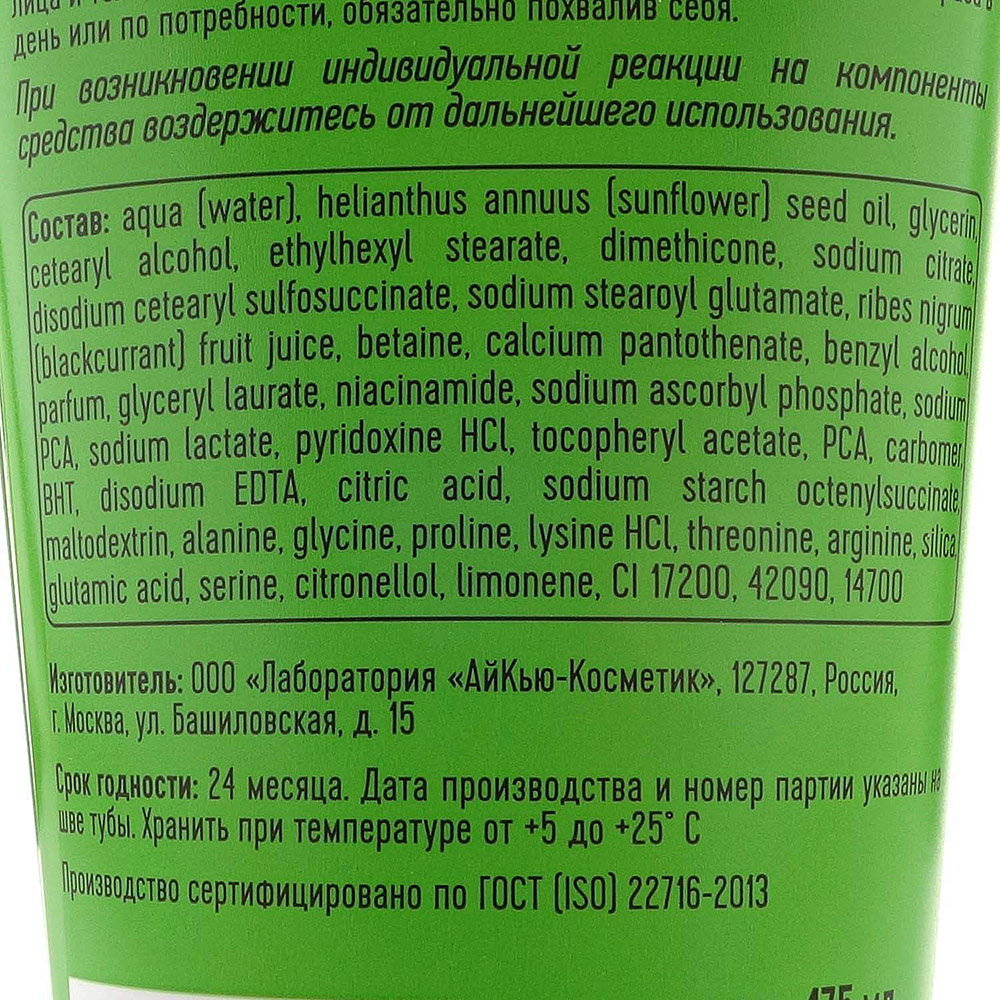 лица и
день или по потребности, обязательно похвалив себя.
При возникновении индивидуальной реакции на компоненты
средства воздержитесь от дальнейшего использования.
Состав: aqua (water), helianthus annuus (sunflower) seed oil, glycerin,
cetearyl alcohol, ethylhexyl stearate, dimethicone, sodium citrate,
disodium cetearyl sulfosuccinate, sodium stearoyl glutamate, ribes nigrum
(blackcurrant) fruit juice, betaine, calcium pantothenate, benzyl alcohol,
parfum, glyceryl laurate, niacinamide, sodium ascorbyl phosphate, sodium
PCA, sodium lactate, pyridoxine HCl, tocopheryl acetate, PCA, carbomer,
BHT, disodium EDTA, citric acid, sodium starch octenylsuccinate,
maltodextrin, alanine, glycine, proline, lysine HCl, threonine, arginine, silica,
glutamic acid, serine, citronellol, limonene, CI 17200, 42090, 14700
Изготовитель: ООО «Лаборатория «АйКью-Косметик», 127287, Россия,
г. Москва, ул. Башиловская, д. 15
Срок годности: 24 месяца. Дата производства и номер партии указаны на
шве тубы. Хранить при температуре от +5 до +25° С
Производство сертифицировано по ГОСТ (ISO) 22716-2013
175 мл